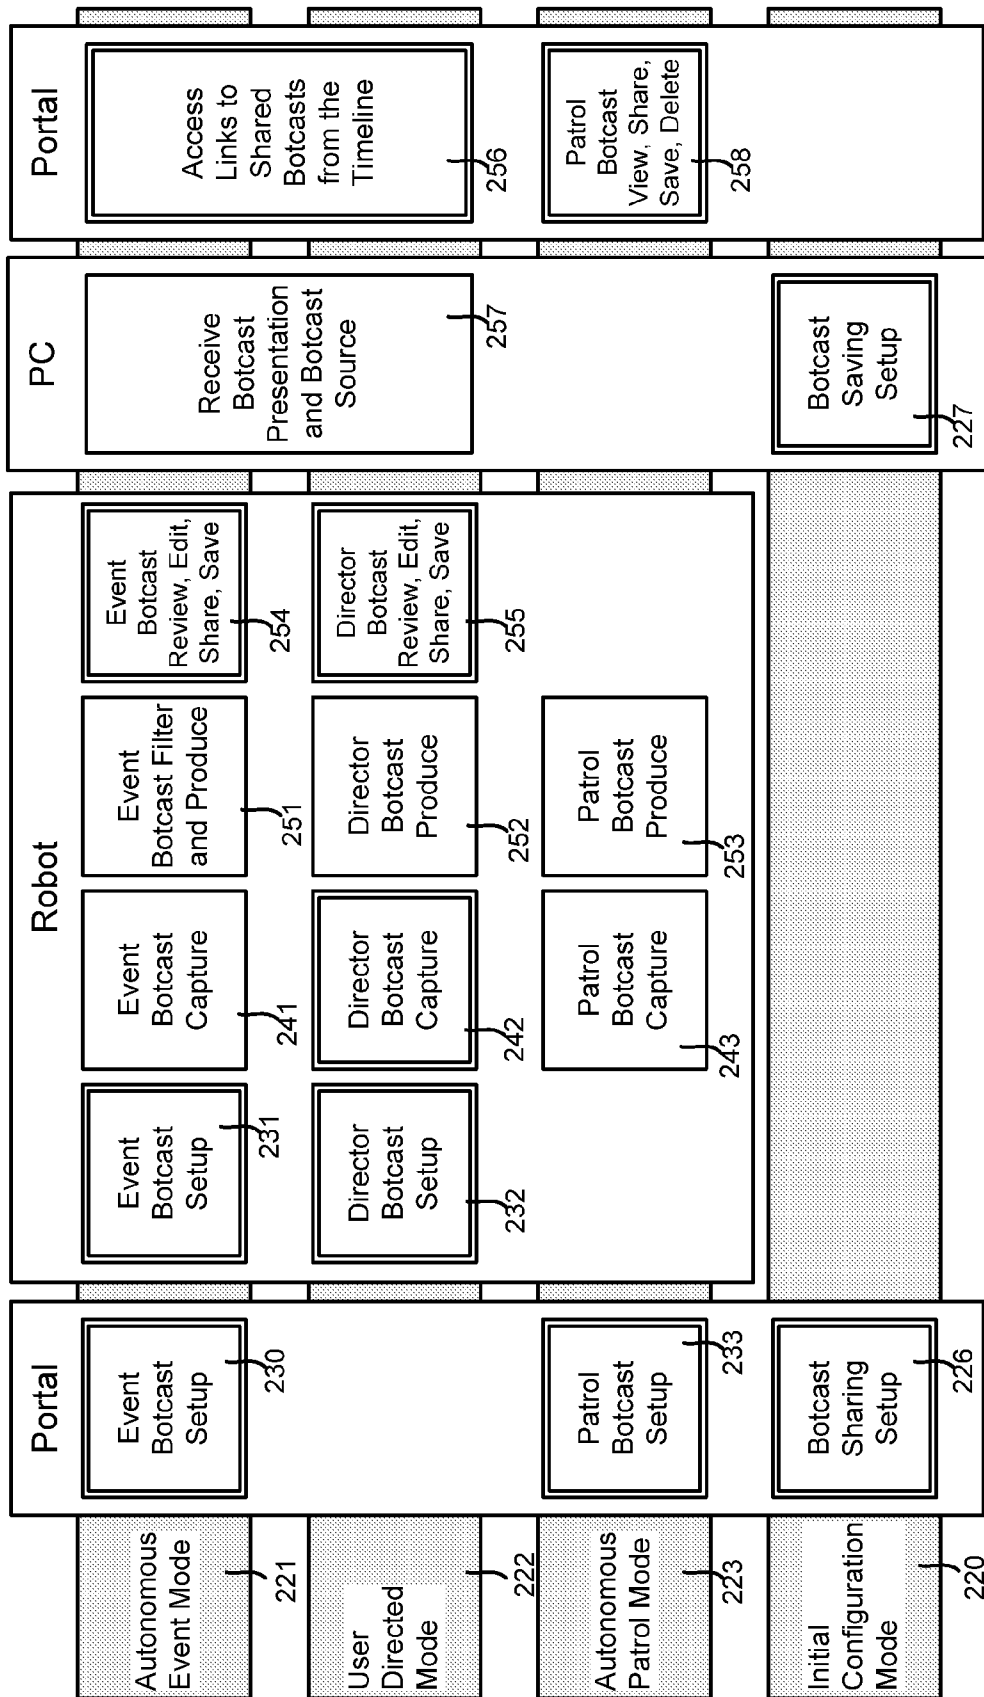 Portal
Robot
PC
Portal
Autonomous
Event Mode
221
Event
Botcast
Setup
230
Event
Botcast
Setup
231
Event
Botcast
Capture
241
Event
Botcast Filter
and Produce
251
Event
Botcast
Review, Edit,
Share, Save
254
Receive
Botcast
Presentation
and Botcast
Source
257
Access
Links to
Shared
Botcasts
from the
Timeline
256
User
Directed
Mode
222
Director
Botcast
Setup
232
Director
Botcast
Capture
242
Director
Botcast
Produce
252
Director
Botcast
Review, Edit,
Share, Save
255
Autonomous
Patrol Mode
223
Patrol
Botcast
Setup
233
Patrol
Botcast
Capture
243
Patrol
Botcast
Produce
253
Patrol
Botcast
View, Share,
Save, Delete
258
Initial
Configuration
Mode
220
Botcast
Sharing
Setup
226
Botcast
Saving
Setup
227